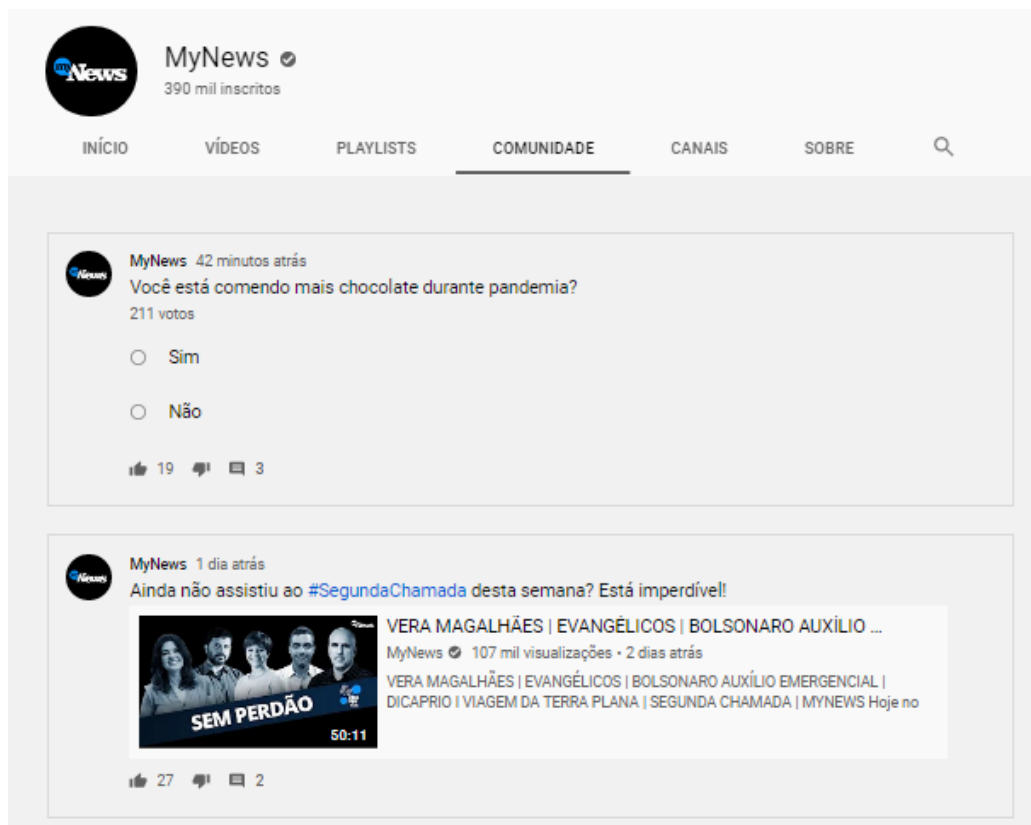 my News
MyNews
390 mil inscritos
INÍCIO VÍDEOS PLAYLISTS COMUNIDADE CANAIS SOBRE
MyNews 42 minutos atrás
Você está comendo mais chocolate durante pandemia?
211 votos
Sim
Não
19 3
MyNews 1 dia atrás
Ainda não assistiu ao #SegundaChamada desta semana? Está imperdível!
SEM PERDÃO
50:11
VERA MAGALHÃES | EVANGÉLICOS | BOLSONARO AUXÍLIO ...
MyNews 107 mil visualizações • 2 dias atrás
VERA MAGALHÃES | EVANGÉLICOS | BOLSONARO AUXÍLIO EMERGENCIAL |
DICAPRIO I VIAGEM DA TERRA PLANA | SEGUNDA CHAMADA | MYNEWS Hoje no
27 2